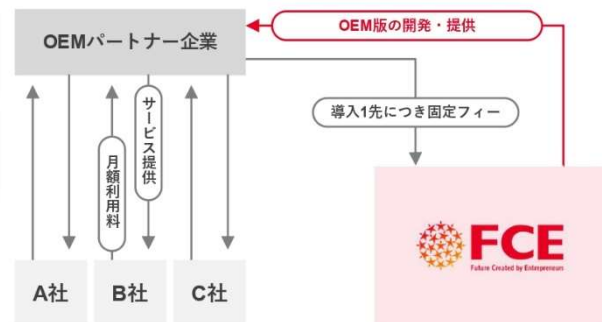 OEMパートナー企業
OEM版の開発・提供
導入1先につき固定フィー
サービス提供
月額利用料
FCE
Future Created by Entrepreneurs
A社
B社
C社